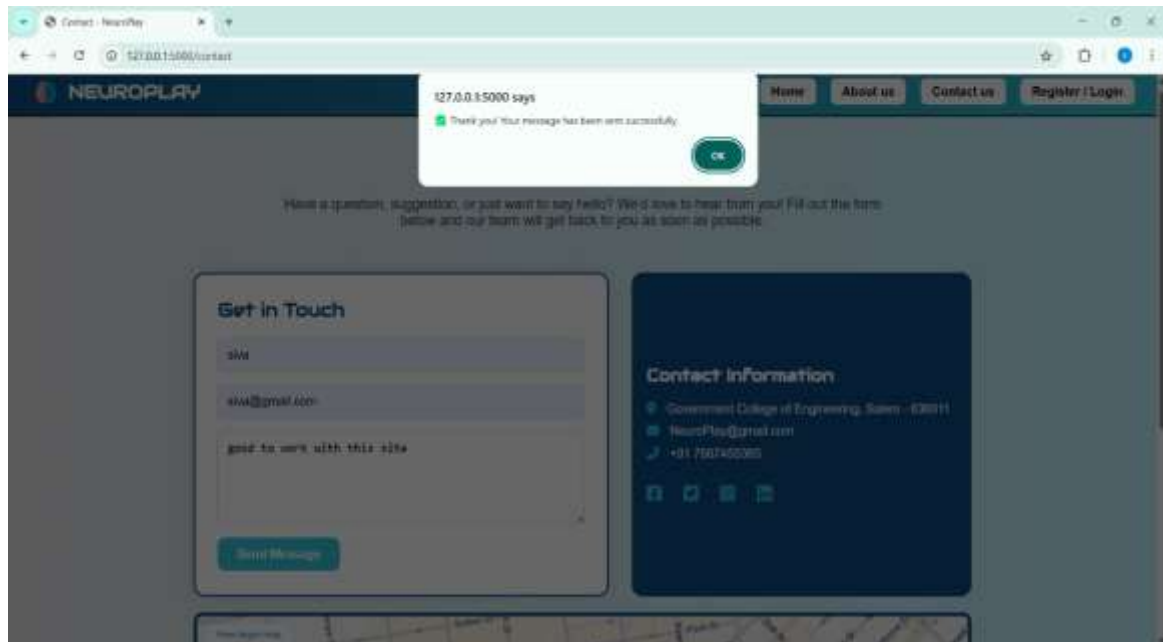 Contact - NeuroPlay
127.0.0.1:5000/contact
NEUROPLAY
Home
About us
Contact us
Register / Login
127.0.0.1:5000 says
Thank you! Your message has been sent successfully.
OK
Have a question, suggestion, or just want to say hello? We'd love to hear from you! Fill out the form
below and our team will get back to you as soon as possible.
Get in Touch
siva
siva@gmail.com
good to work with this site
Send Message
Contact Information
Government College of Engineering, Salem - 636011
NeuroPlay@gmail.com
+91
View larger map